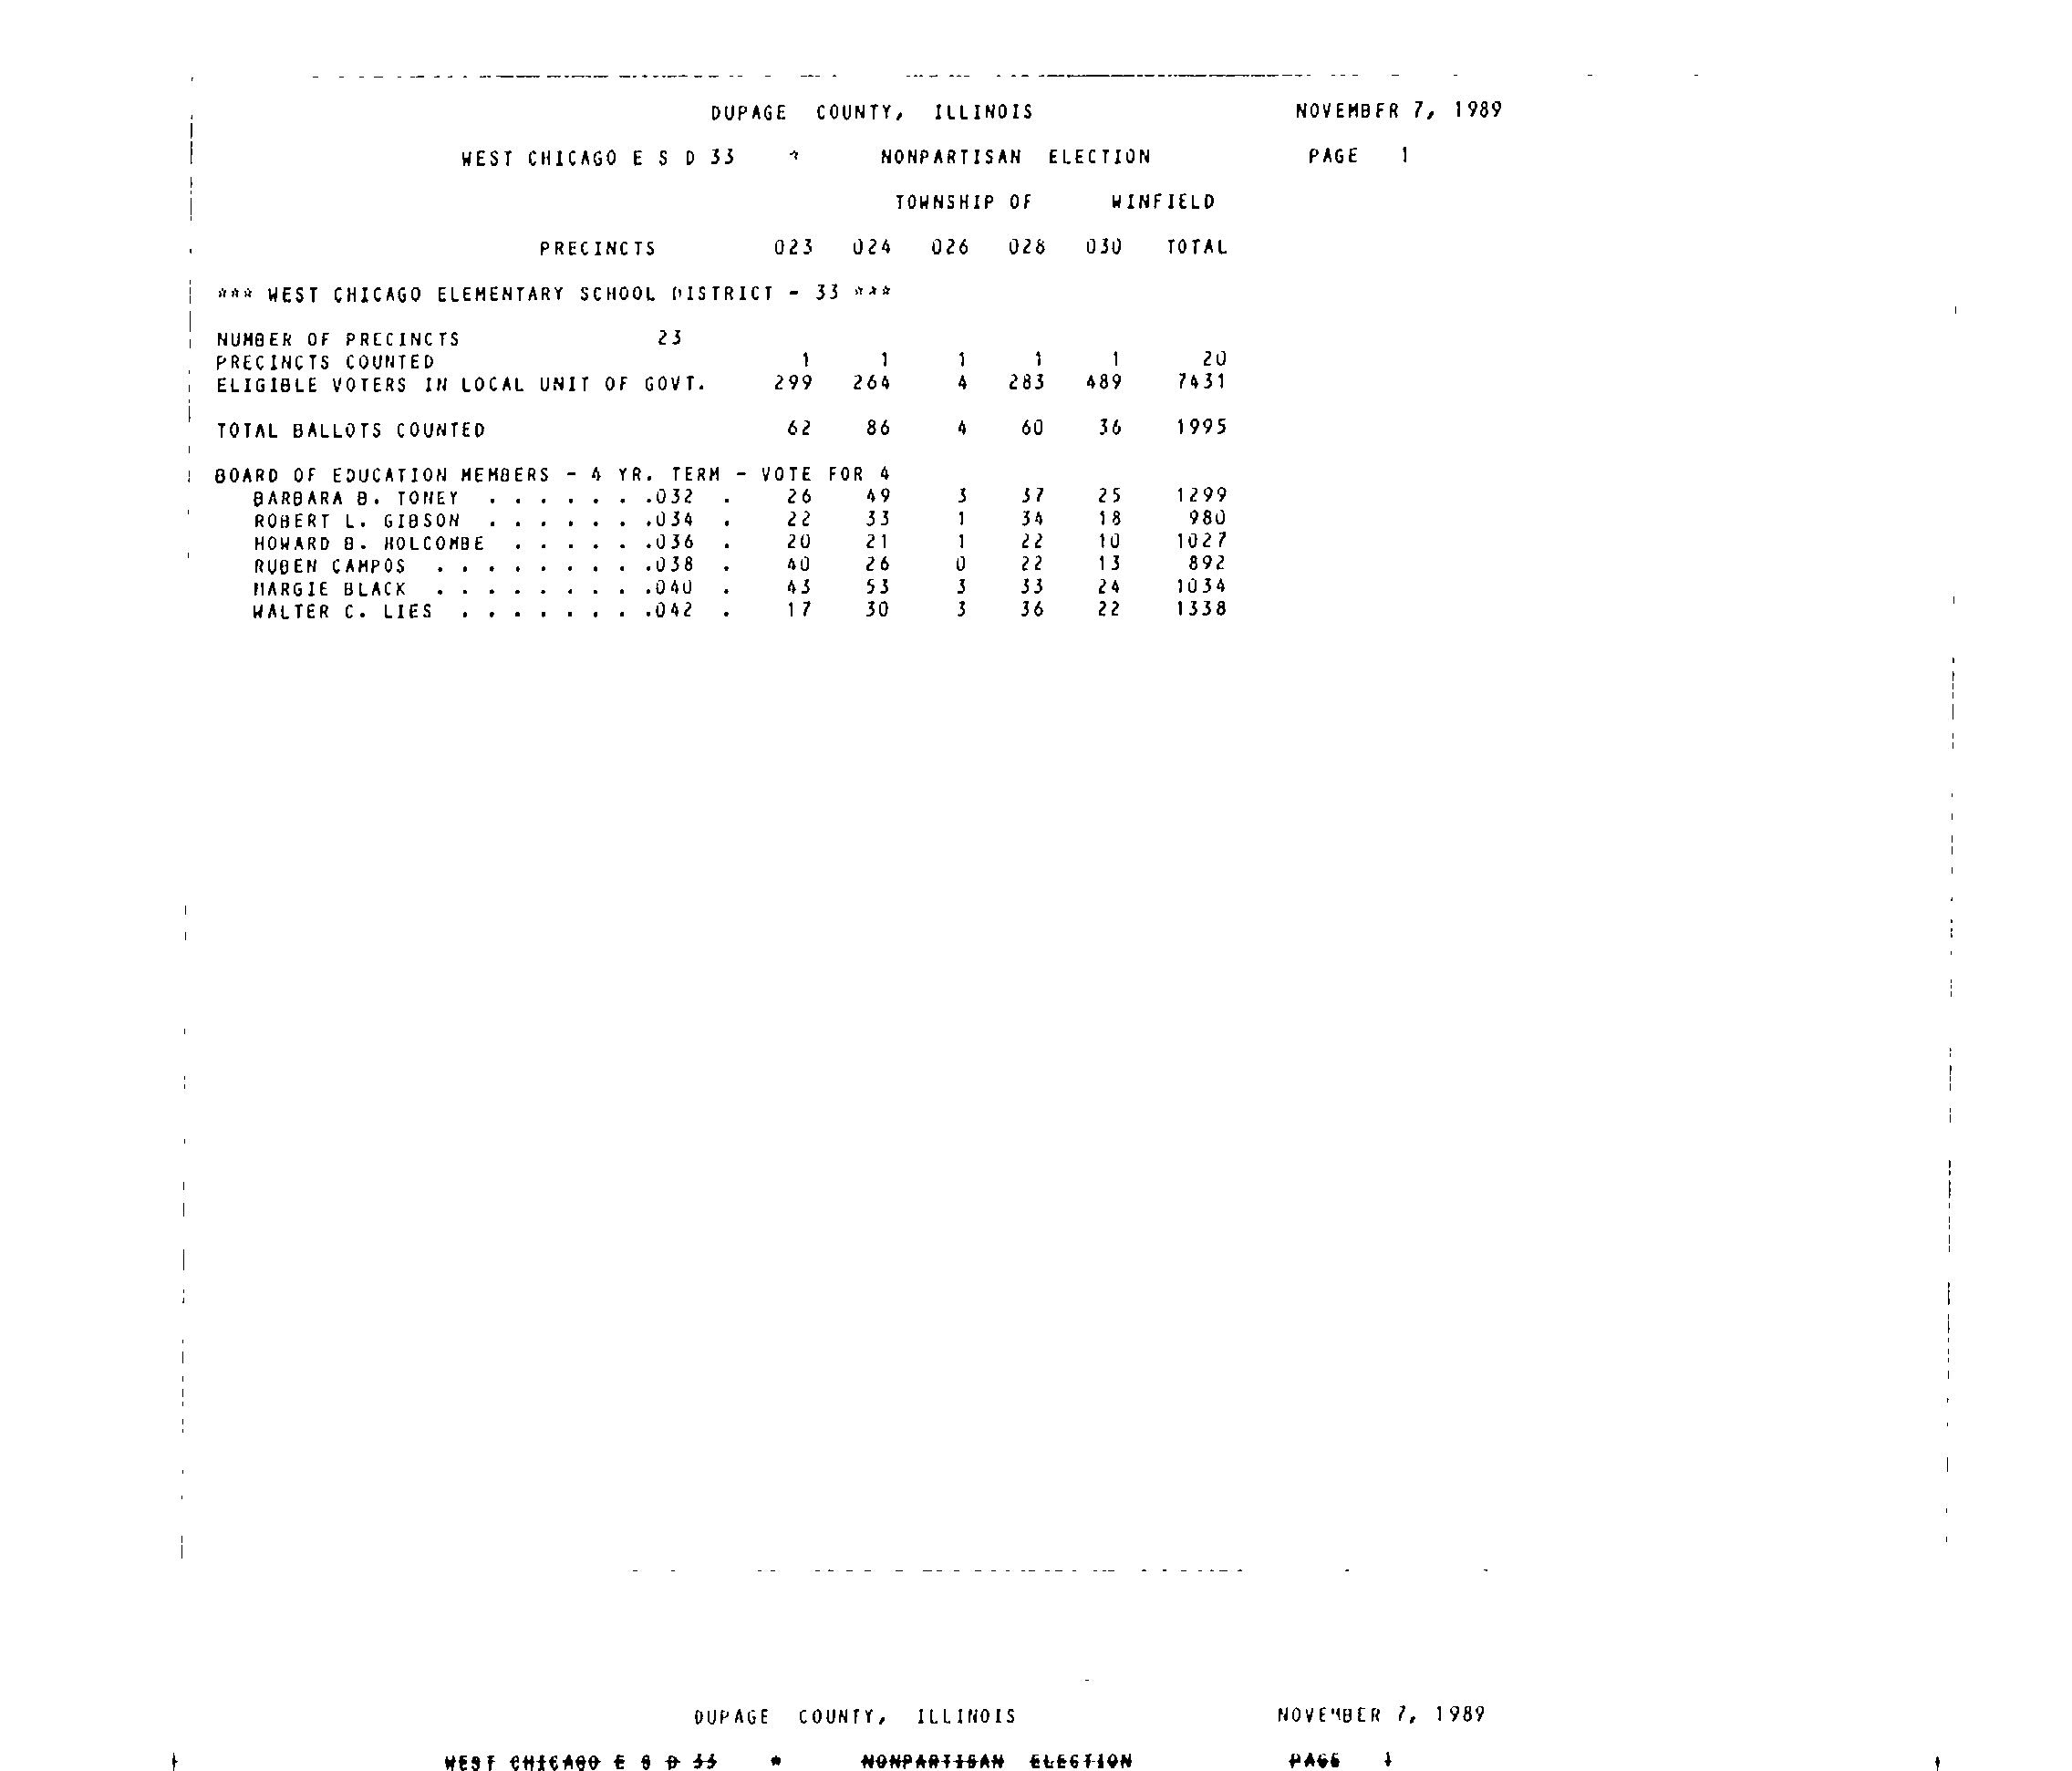 DUPAGE COUNTY, ILLINOIS NOVEMBER 7, 1989
WEST CHICAGO E S D 33 * NONPARTISAN ELECTION PAGE 1
TOWNSHIP OF WINFIELD
PRECINCTS 023 024 026 028 030 TOTAL
*** WEST CHICAGO ELEMENTARY SCHOOL DISTRICT - 33 ***
NUMBER OF PRECINCTS 23
PRECINCTS COUNTED 1 1 1 1 1 20
ELIGIBLE VOTERS IN LOCAL UNIT OF GOVT. 299 264 4 283 489 7431
TOTAL BALLOTS COUNTED 62 86 4 60 36 1995
BOARD OF EDUCATION MEMBERS - 4 YR. TERM - VOTE FOR 4
BARBARA B. TONEY . . . . . . .032 . 26 49 3 37 25 1299
ROBERT L. GIBSON . . . . . . .034 . 22 33 1 34 18 980
HOWARD B. HOLCOMBE . . . . . .036 . 20 21 1 22 10 1027
RUBEN CAMPOS . . . . . . . . .038 . 40 26 0 22 13 892
MARGIE BLACK . . . . . . . . .040 . 43 53 3 33 24 1034
WALTER C. LIES . . . . . . . .042 . 17 30 3 36 22 1338
DUPAGE COUNTY, ILLINOIS NOVEMBER 7, 1989
WEST CHICAGO E S D 33 * NONPARTISAN ELECTION PAGE 1